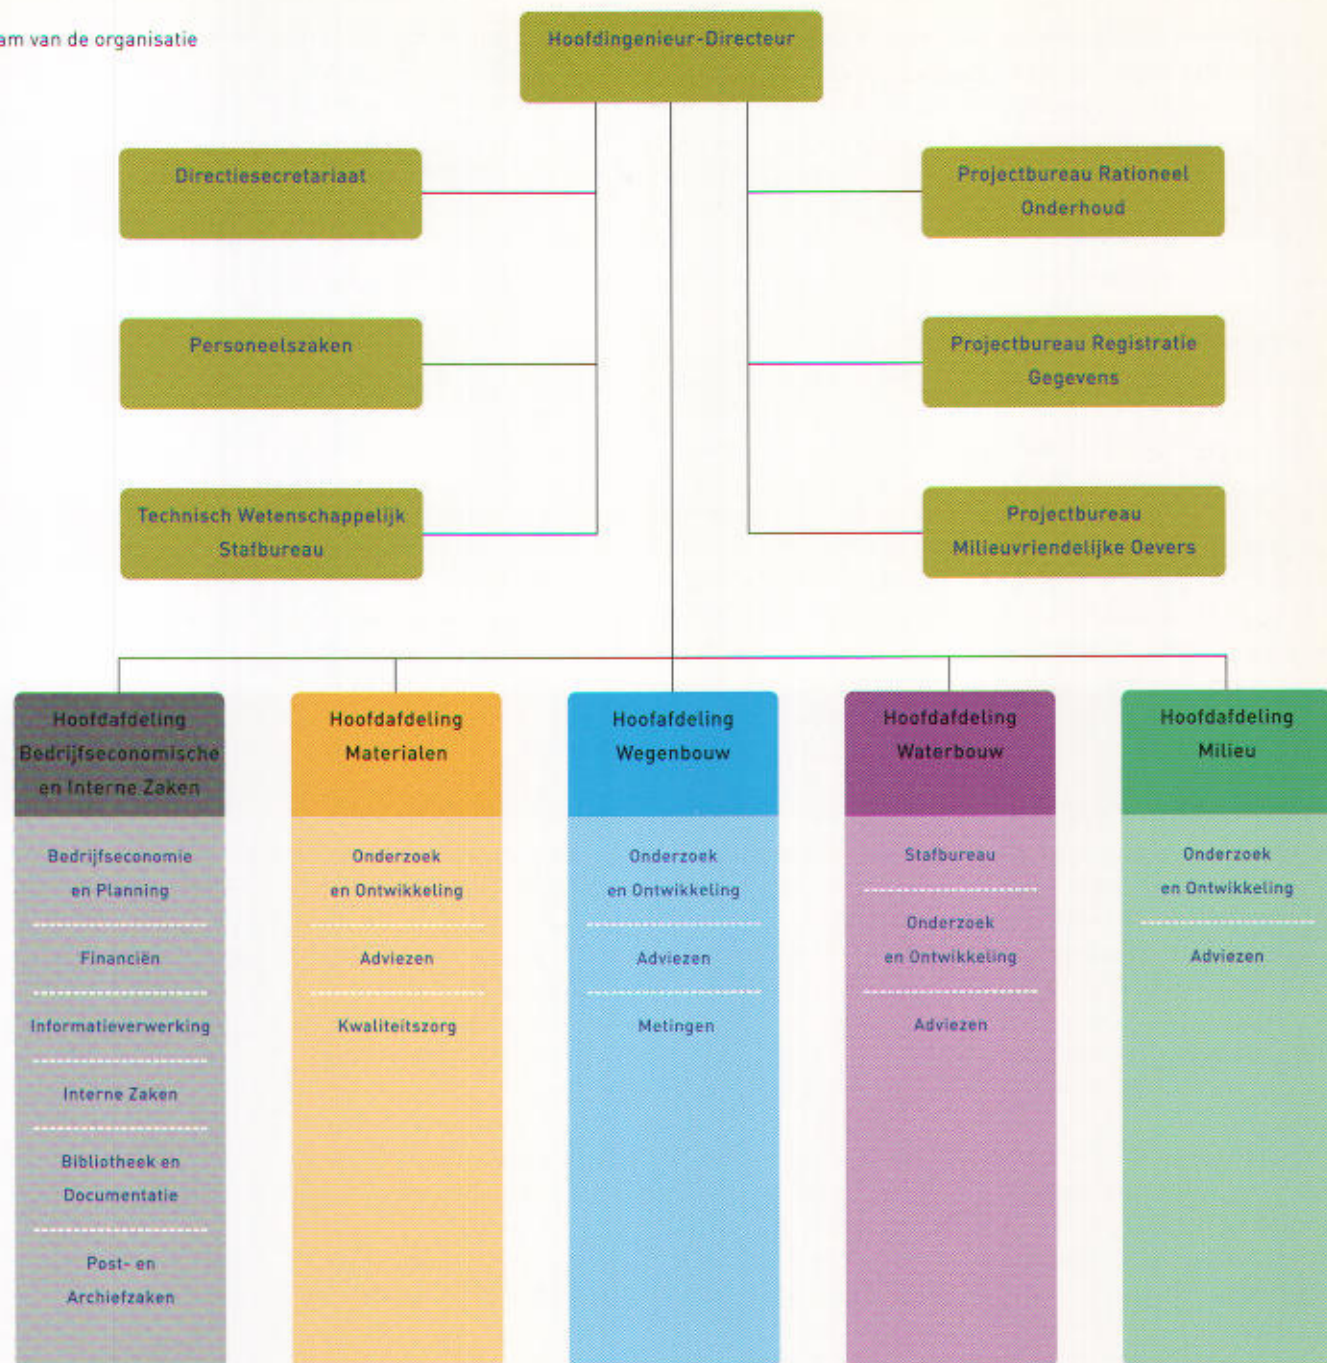 am van de organisatie
Hoofdingenieur-Directeur
Directiesecretariaat
Projectbureau Rationeel
Onderhoud
Personeelszaken
Projectbureau Registratie
Gegevens
Technisch Wetenschappelijk
Stafbureau
Projectbureau
Milieuvriendelijke Oevers
Hoofdafdeling
Bedrijfseconomische
en Interne Zaken
Bedrijfseconomie
en Planning
Financiën
Informatieverwerking
Interne Zaken
Bibliotheek en
Documentatie
Post- en
Archiefzaken
Hoofdafdeling
Materialen
Onderzoek
en Ontwikkeling
Adviezen
Kwaliteitszorg
Hoofafdeling
Wegenbouw
Onderzoek
en Ontwikkeling
Adviezen
Metingen
Hoofdafdeling
Waterbouw
Stafbureau
Onderzoek
en Ontwikkeling
Adviezen
Hoofdafdeling
Milieu
Onderzoek
en Ontwikkeling
Adviezen